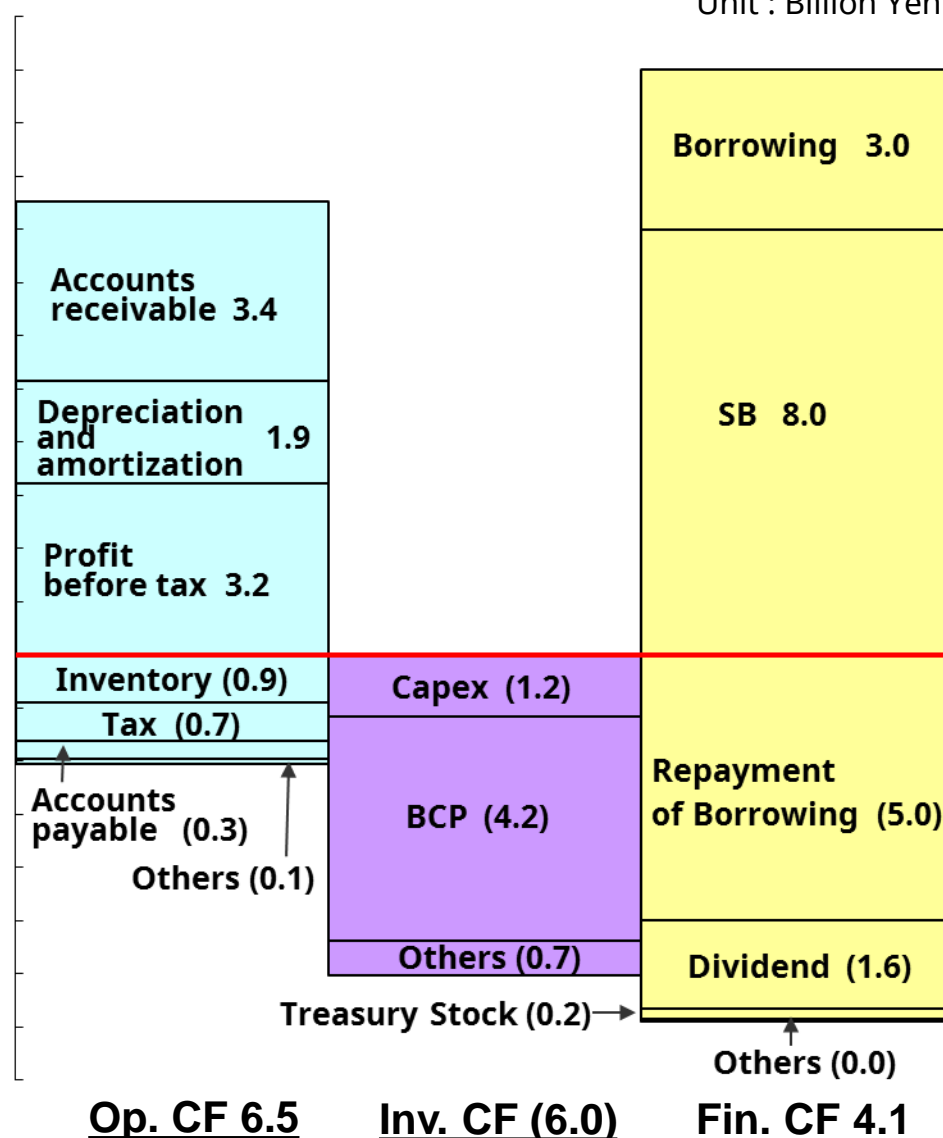 Unit : Billion Yen
Borrowing 3.0
Accounts
receivable 3.4
SB 8.0
Depreciation
and 1.9
amortization
Profit
before tax 3.2
Inventory (0.9)
Capex (1.2)
Tax (0.7)
Repayment
of Borrowing (5.0)
Accounts
payable (0.3)
BCP (4.2)
Others (0.1)
Others (0.7)
Dividend (1.6)
Treasury Stock (0.2)
Others (0.0)
Op. CF 6.5
Inv. CF (6.0)
Fin. CF 4.1